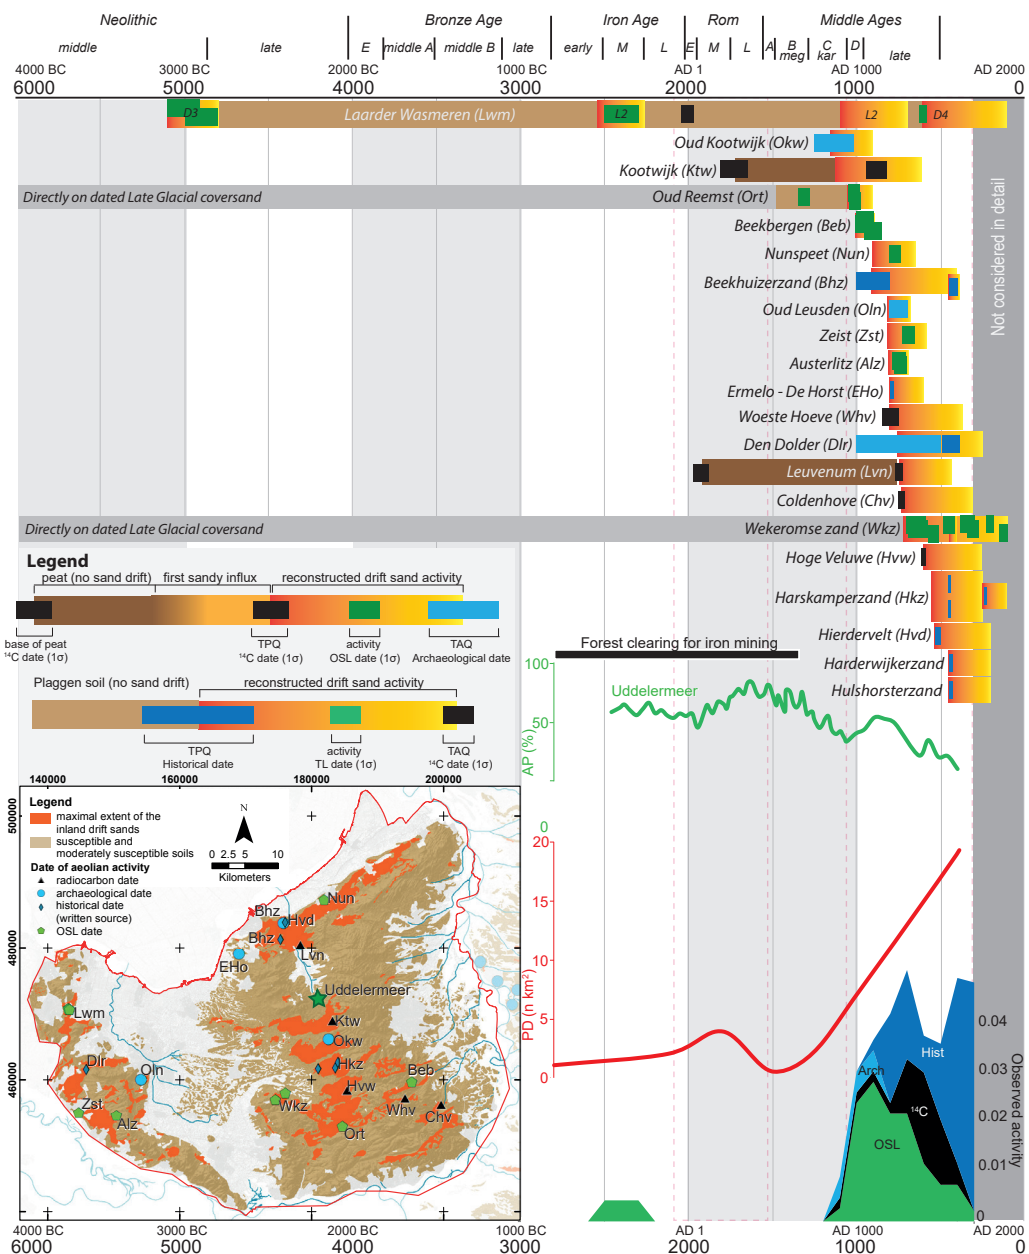 Neolithic Bronze Age Iron Age Rom Middle Ages
middle late E middle A middle B late early M L E M L A B meg C kar D late
4000 BC 3000 BC 2000 BC 1000 BC AD 1 AD 1000 AD 2000
6000 5000 4000 3000 2000 1000 0
D3 Laarder Wasmeren (Lwm) L2 L2 D4
Oud Kootwijk (Okw)
Kootwijk (Ktw)
Directly on dated Late Glacial coversand Oud Reemst (Ort)
Beekbergen (Beb)
Nunspeet (Nun)
Beekhuizerzand (Bhz)
Oud Leusden (Oln)
Zeist (Zst)
Austerlitz (Alz)
Ermelo - De Horst (EHo)
Woeste Hoeve (Whv)
Den Dolder (Dlr)
Leuvenum (Lvn)
Coldenhove (Chv)
Directly on dated Late Glacial coversand Wekeromse zand (Wkz)
Hoge Veluwe (Hvw)
Harskamperzand (Hkz)
Hierdervelt (Hvd)
Harderwijkerzand
Hulshorsterzand
Not considered in detail
Legend
peat (no sand drift) first sandy influx reconstructed drift sand activity
base of peat TPQ activity TAQ
14C date (1σ) 14C date (1σ) OSL date (1σ) Archaeological date
Plaggen soil (no sand drift) reconstructed drift sand activity
TPQ activity TAQ
Historical date TL date (1σ) 14C date (1σ)
Forest clearing for iron mining
Uddelermeer
100
50
0
AP (%)
20
15
10
5
0
PD (n km²)
0.04
0.03
0.02
0.01
0
Observed activity
Hist
Arch
14C
OSL
140000 160000 180000 200000
500000
480000
460000
Legend
maximal extent of the
inland drift sands
susceptible and
moderately susceptible soils
Date of aeolian activity
radiocarbon date
archaeological date
historical date
(written source)
OSL date
N
0 2.5 5 10
Kilometers
Nun
Bhz
Hvd
Bhz
Lvn
EHo
Uddelermeer
Lwm
Ktw
Okw
Dlr
Oln
Hkz
Hvw
Beb
Wkz
Whv
Chv
Zst
Alz
Ort
4000 BC 3000 BC 2000 BC 1000 BC AD 1 AD 1000 AD 2000
6000 5000 4000 3000 2000 1000 0